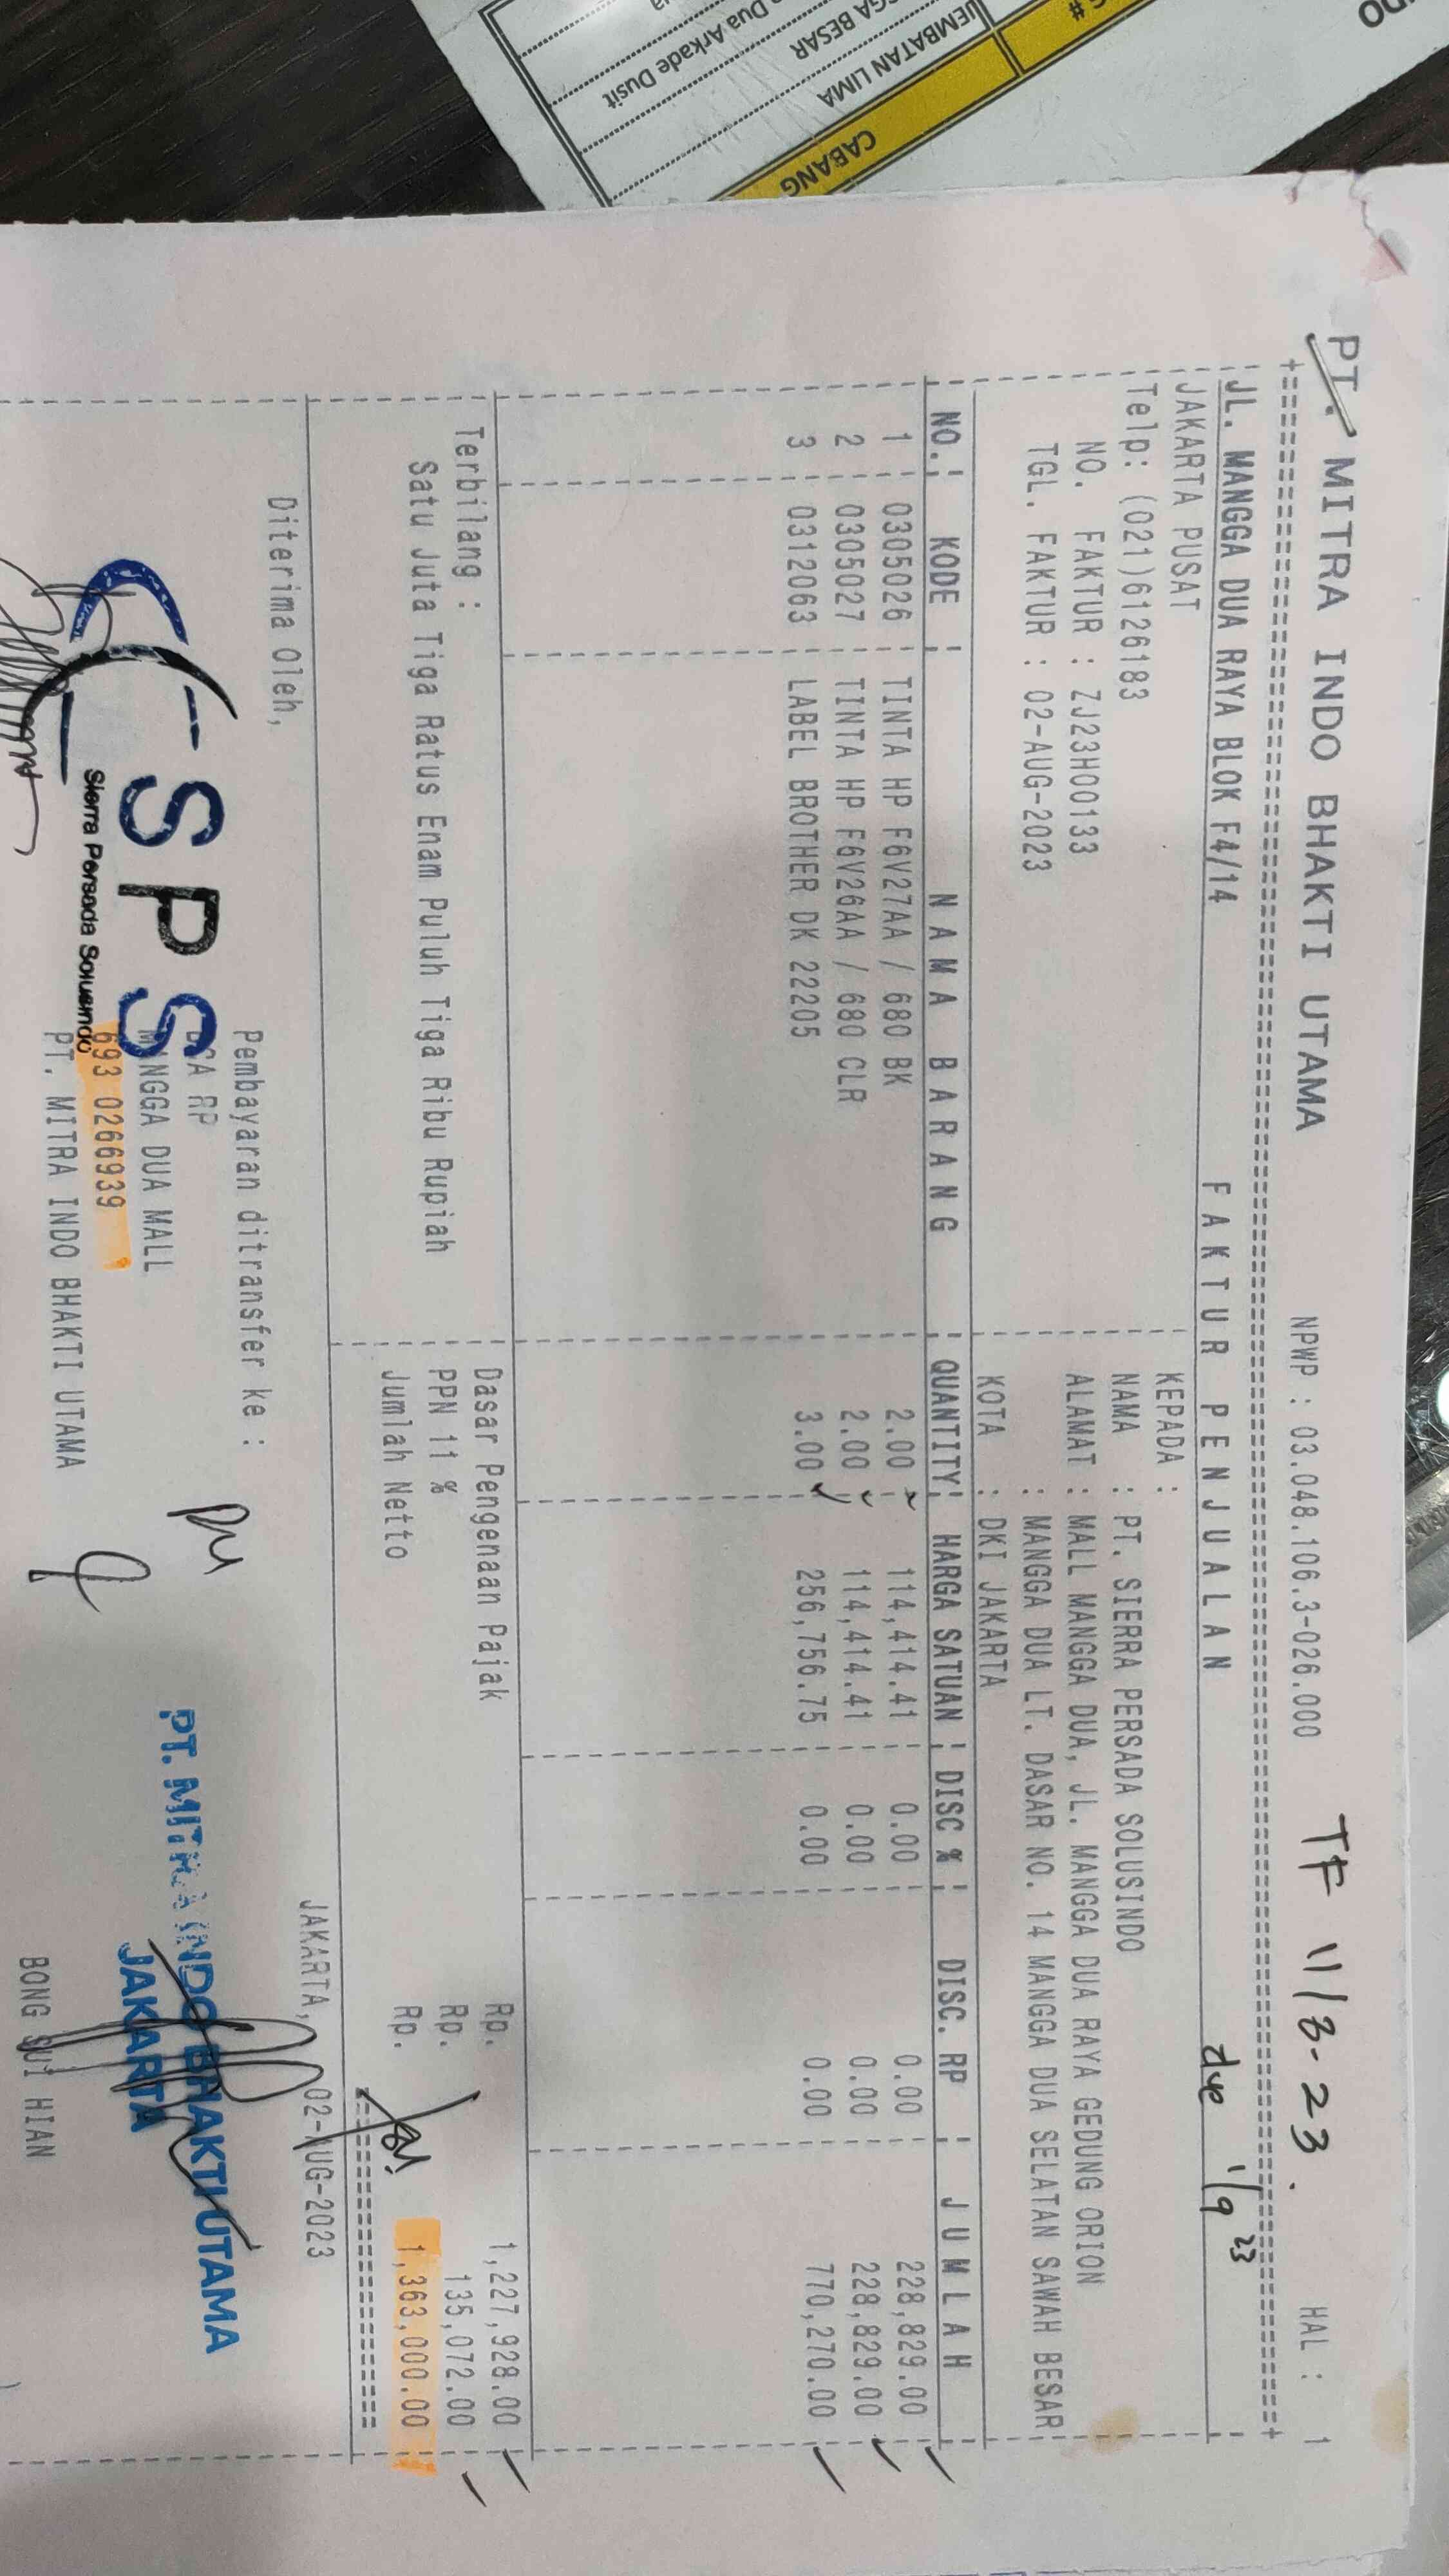 PT. MITRA INDO BHAKTI UTAMA NPWP : 03.048.106.3-026.000 TF 11/8-23. HAL : 1
JL. MANGGA DUA RAYA BLOK F4/14 F A K T U R P E N J U A L A N due 1/9 23
JAKARTA PUSAT KEPADA :
Telp: (021)6126183 NAMA : PT. SIERRA PERSADA SOLUSINDO
NO. FAKTUR : ZJ23H00133 ALAMAT : MALL MANGGA DUA, JL. MANGGA DUA RAYA GEDUNG ORION
TGL. FAKTUR : 02-AUG-2023 : MANGGA DUA LT. DASAR NO. 14 MANGGA DUA SELATAN SAWAH BESAR
KOTA : DKI JAKARTA
NO. KODE N A M A B A R A N G QUANTITY HARGA SATUAN DISC % DISC. RP J U M L A H
1 0305026 TINTA HP F6V27AA / 680 BK 2.00 114,414.41 0.00 0.00 228,829.00
2 0305027 TINTA HP F6V26AA / 680 CLR 2.00 114,414.41 0.00 0.00 228,829.00
3 0312063 LABEL BROTHER DK 22205 3.00 256,756.75 0.00 0.00 770,270.00
Terbilang : Dasar Pengenaan Pajak Rp. 1,227,928.00
Satu Juta Tiga Ratus Enam Puluh Tiga Ribu Rupiah PPN 11 % Rp. 135,072.00
Jumlah Netto Rp. 1,363,000.00
JAKARTA, 02-AUG-2023
Diterima Oleh, Pembayaran ditransfer ke :
BCA RP
MANGGA DUA MALL
693 0266939
PT. MITRA INDO BHAKTI UTAMA
SPS
Sierra Persada Solusindo
PT. MITRA INDO BHAKTI UTAMA
JAKARTA
BONG SUI HIAN
CABANG
JEMBATAN LIMA
GA BESAR
Dua Arkade Dusit